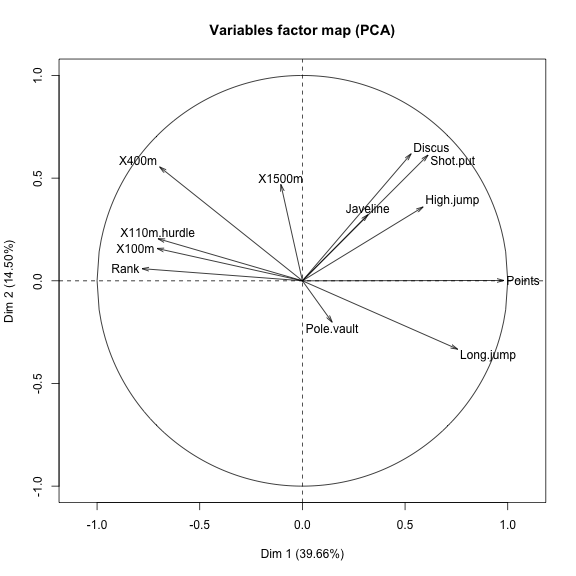 Variables factor map (PCA)
1.0
Discus
X400m
Shot.put
X1500m
0.5
High.jump
Javeline
X110m.hurdle
X100m
Rank
Dim 2 (14.50%)
0.0
Points
Pole.vault
Long.jump
-0.5
-1.0
-1.0
-0.5
0.0
0.5
1.0
Dim 1 (39.66%)